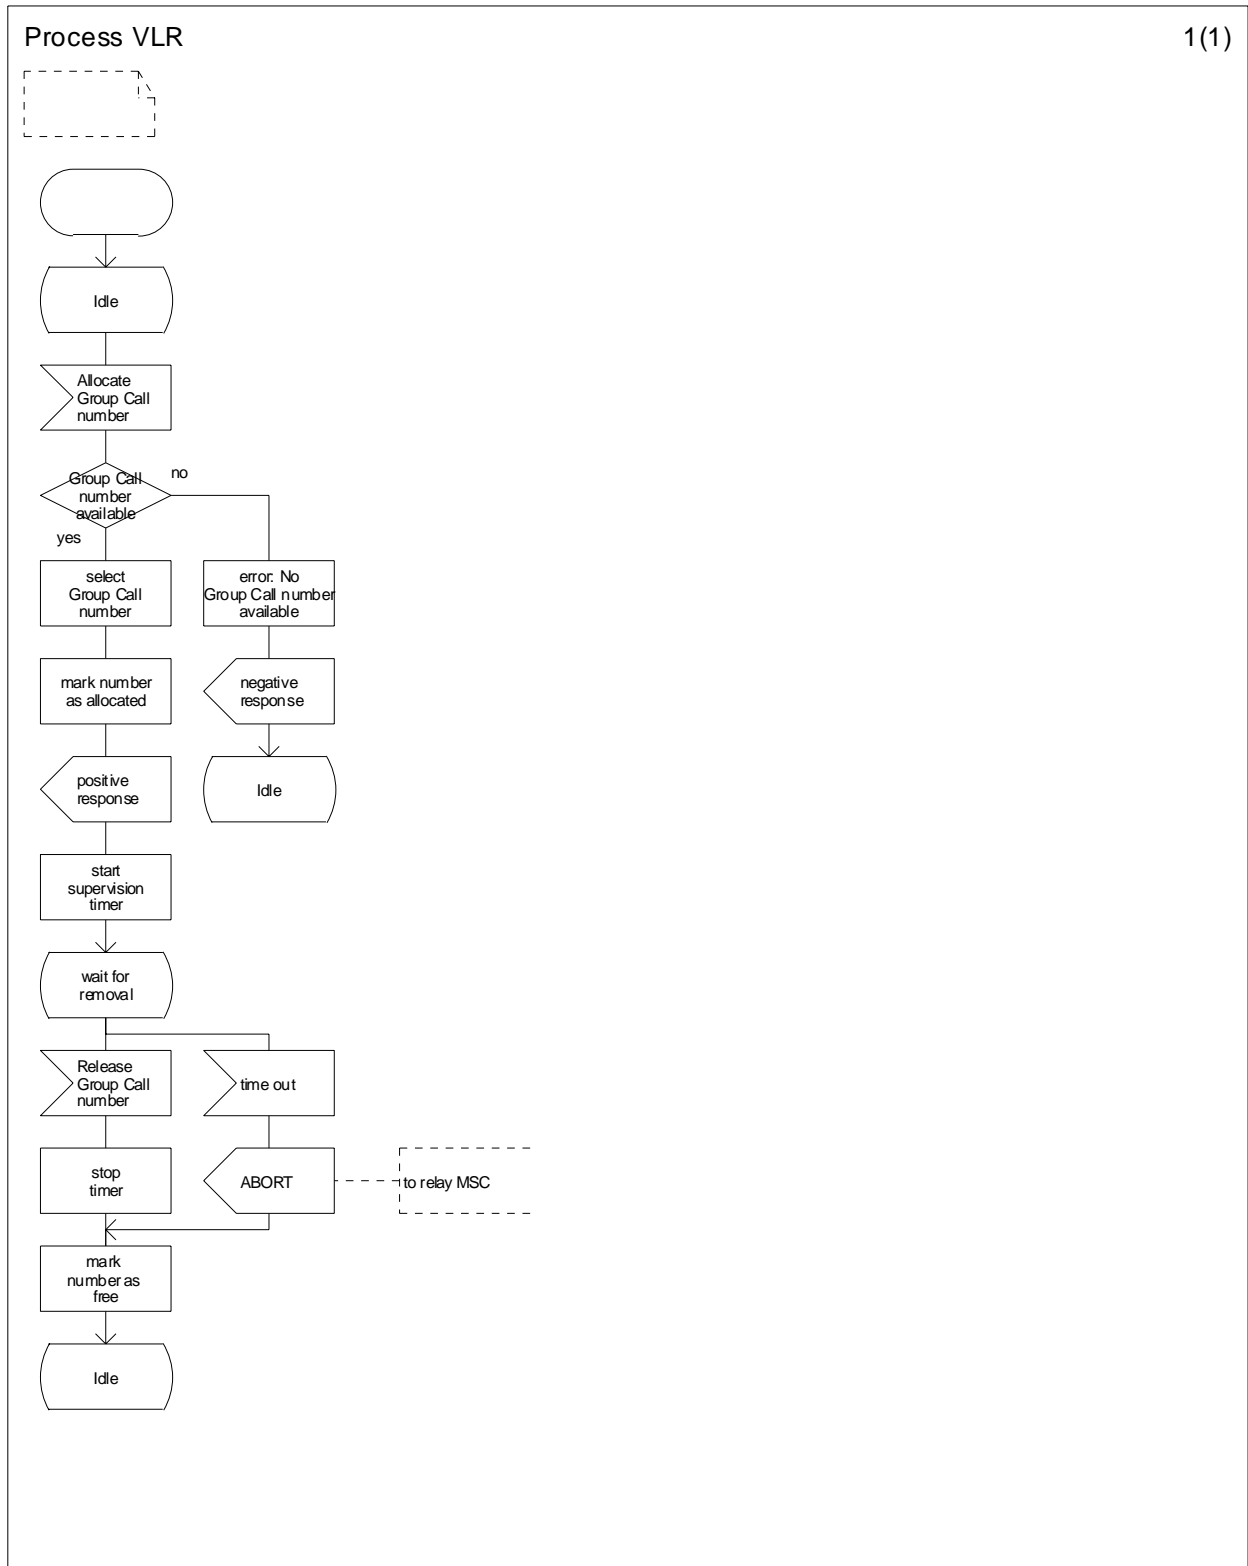 Process VLR
1(1)
Idle
Allocate
Group Call
number
Group Call
number
available
no
yes
select
Group Call
number
error: No
Group Call number
available
mark number
as allocated
negative
response
positive
response
Idle
start
supervision
timer
wait for
removal
Release
Group Call
number
time out
stop
timer
ABORT
to relay MSC
mark
number as
free
Idle